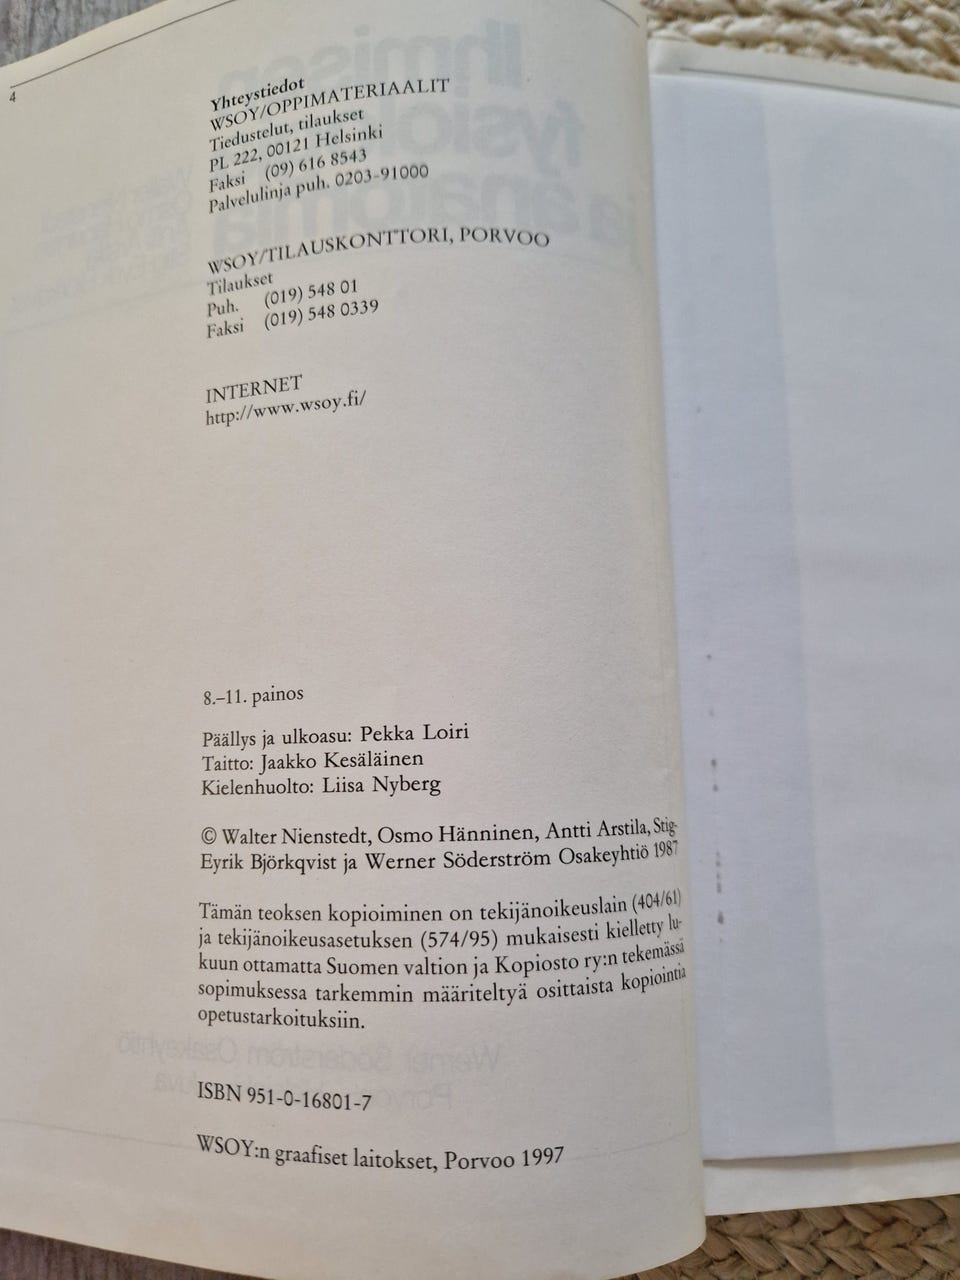 4
Yhteystiedot
WSOY/OPPIMATERIAALIT
Tiedustelut, tilaukset
PL 222, 00121 Helsinki
Faksi (09) 616 8543
Palvelulinja puh. 0203-91000
WSOY/TILAUSKONTTORI, PORVOO
Tilaukset
Puh. (019) 548 01
Faksi (019) 548 0339
INTERNET
http://www.wsoy.fi/
8.–11. painos
Päällys ja ulkoasu: Pekka Loiri
Taitto: Jaakko Kesäläinen
Kielenhuolto: Liisa Nyberg
© Walter Nienstedt, Osmo Hänninen, Antti Arstila, Stig-
Eyrik Björkqvist ja Werner Söderström Osakeyhtiö 1987
Tämän teoksen kopioiminen on tekijänoikeuslain (404/61)
ja tekijänoikeusasetuksen (574/95) mukaisesti kielletty lu-
kuun ottamatta Suomen valtion ja Kopiosto ry:n tekemässä
sopimuksessa tarkemmin määriteltyä osittaista kopiointia
opetustarkoituksiin.
ISBN 951-0-16801-7
WSOY:n graafiset laitokset, Porvoo 1997